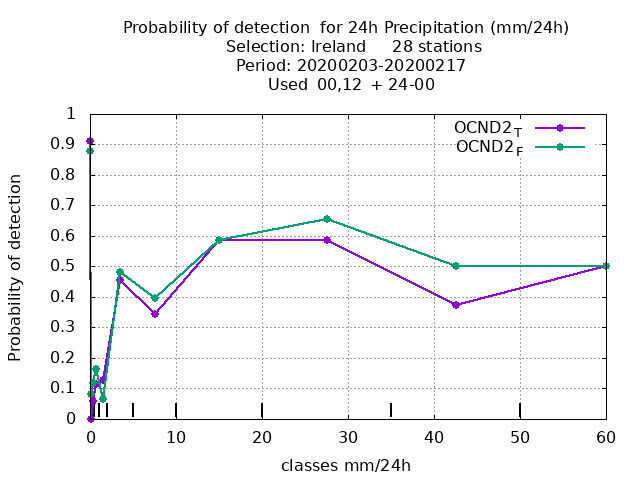 Probability of detection  for 24h Precipitation (mm/24h)
Selection: Ireland     28 stations
Period: 20200203-20200217
Used  00,12  + 24-00
OCND2_T
OCND2_F
Probability of detection
1
0.9
0.8
0.7
0.6
0.5
0.4
0.3
0.2
0.1
0
0 10 20 30 40 50 60
classes mm/24h